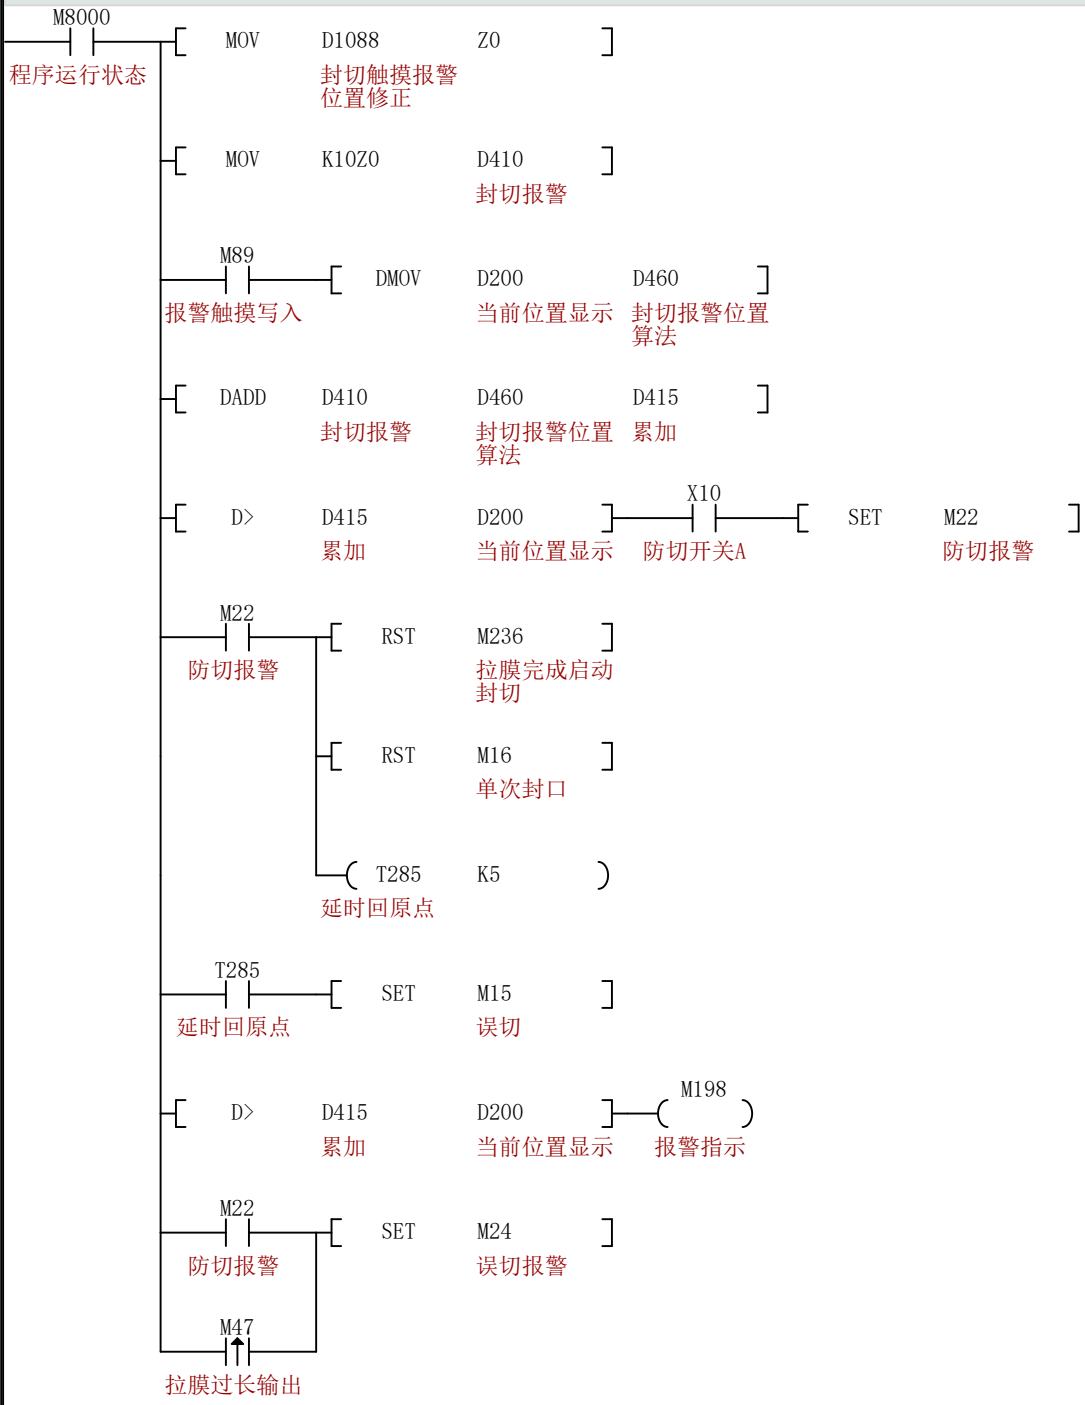 M8000
MOV D1088 Z0
程序运行状态 封切触摸报警
位置修正
MOV K10Z0 D410
封切报警
M89
DMOV D200 D460
报警触摸写入 当前位置显示 封切报警位置
算法
DADD D410 D460 D415
封切报警 封切报警位置 累加
算法
X10
D> D415 D200 SET M22
累加 当前位置显示 防切开关A 防切报警
M22
RST M236
防切报警 拉膜完成启动
封切
RST M16
单次封口
T285 K5
延时回原点
T285
SET M15
延时回原点 误切
M198
D> D415 D200
累加 当前位置显示 报警指示
M22
SET M24
防切报警 误切报警
M47
拉膜过长输出